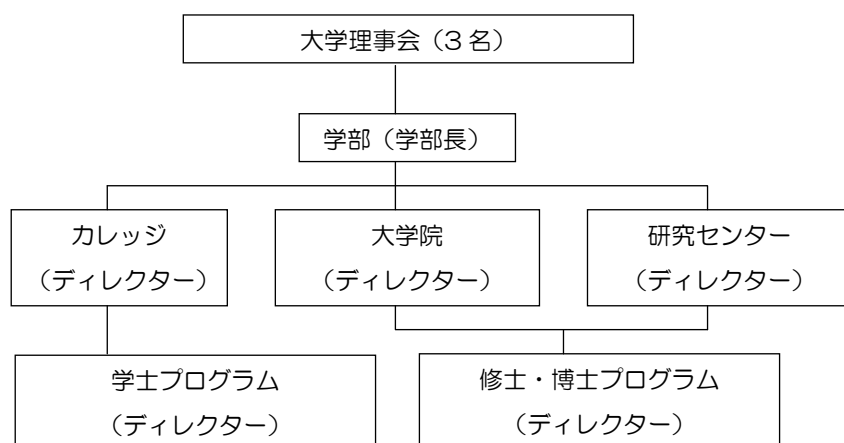 大学理事会（3 名）
学部（学部長）
カレッジ
（ディレクター）
大学院
（ディレクター）
研究センター
（ディレクター）
学士プログラム
（ディレクター）
修士・博士プログラム
（ディレクター）